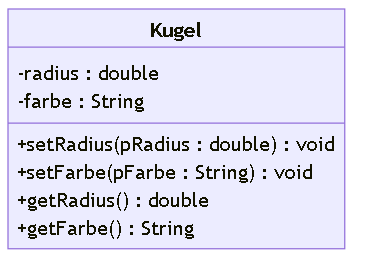 Kugel
-radius : double
-farbe : String
+setRadius(pRadius : double) : void
+setFarbe(pFarbe : String) : void
+getRadius() : double
+getFarbe() : String